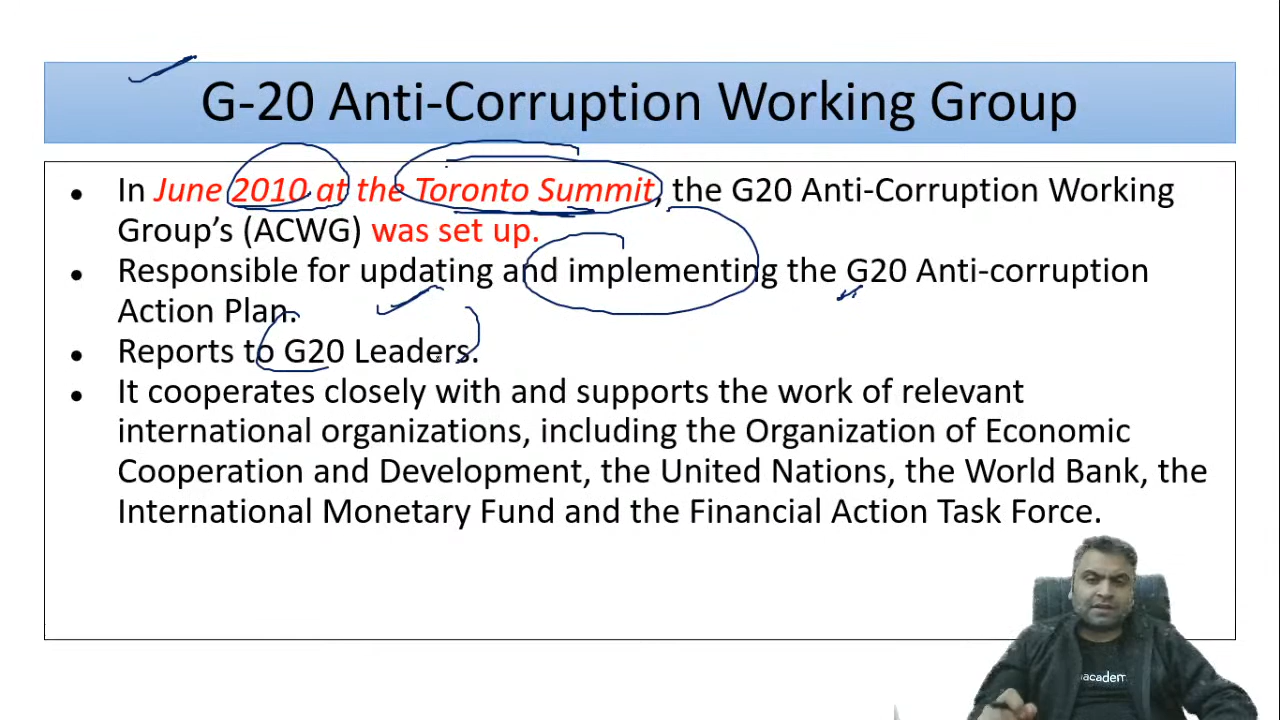 G-20 Anti-Corruption Working Group
• In June 2010 at the Toronto Summit, the G20 Anti-Corruption Working
Group’s (ACWG) was set up.
• Responsible for updating and implementing the G20 Anti-corruption
Action Plan.
• Reports to G20 Leaders.
• It cooperates closely with and supports the work of relevant
international organizations, including the Organization of Economic
Cooperation and Development, the United Nations, the World Bank, the
International Monetary Fund and the Financial Action Task Force.